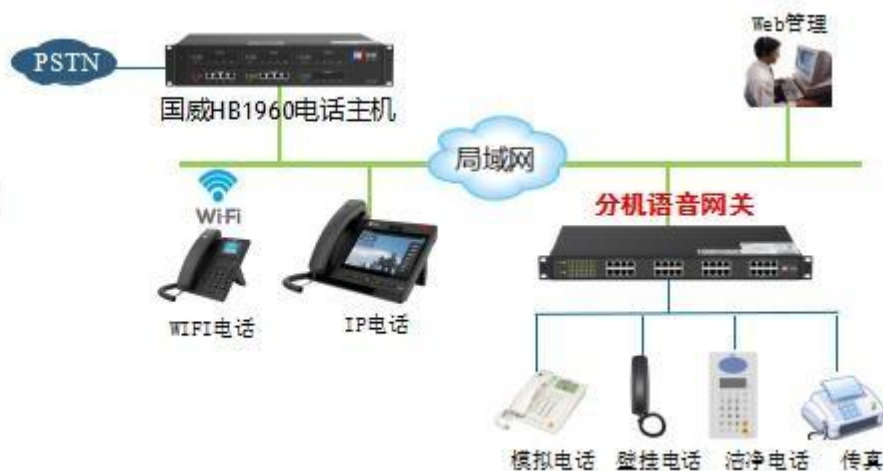 Web管理
PSTN
国威HB1960电话主机
局域网
WiFi
分机语音网关
WIFI电话
IP电话
模拟电话
壁挂电话
洁净电话
传真